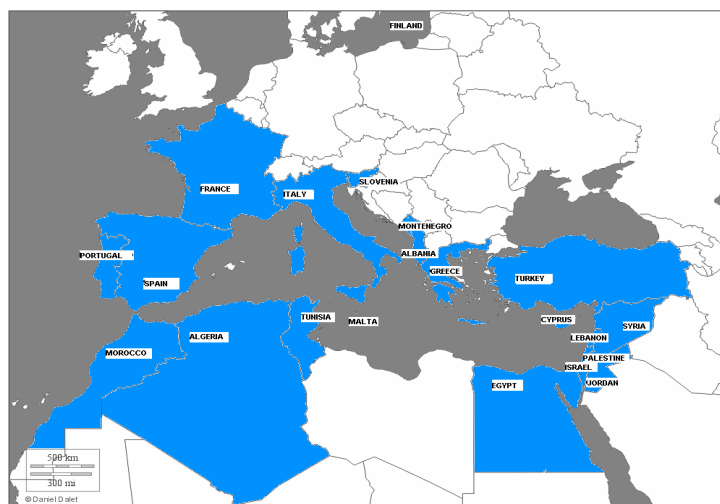 FINLAND
SLOVENIA
FRANCE
ITALY
MONTENEGRO
PORTUGAL
ALBANIA
GREECE
SPAIN
TURKEY
TUNISIA
MALTA
CYPRUS
SYRIA
ALGERIA
LEBANON
MOROCCO
PALESTINE
ISRAEL
EGYPT
JORDAN
500 km
300 mi
© Daniel Dalet